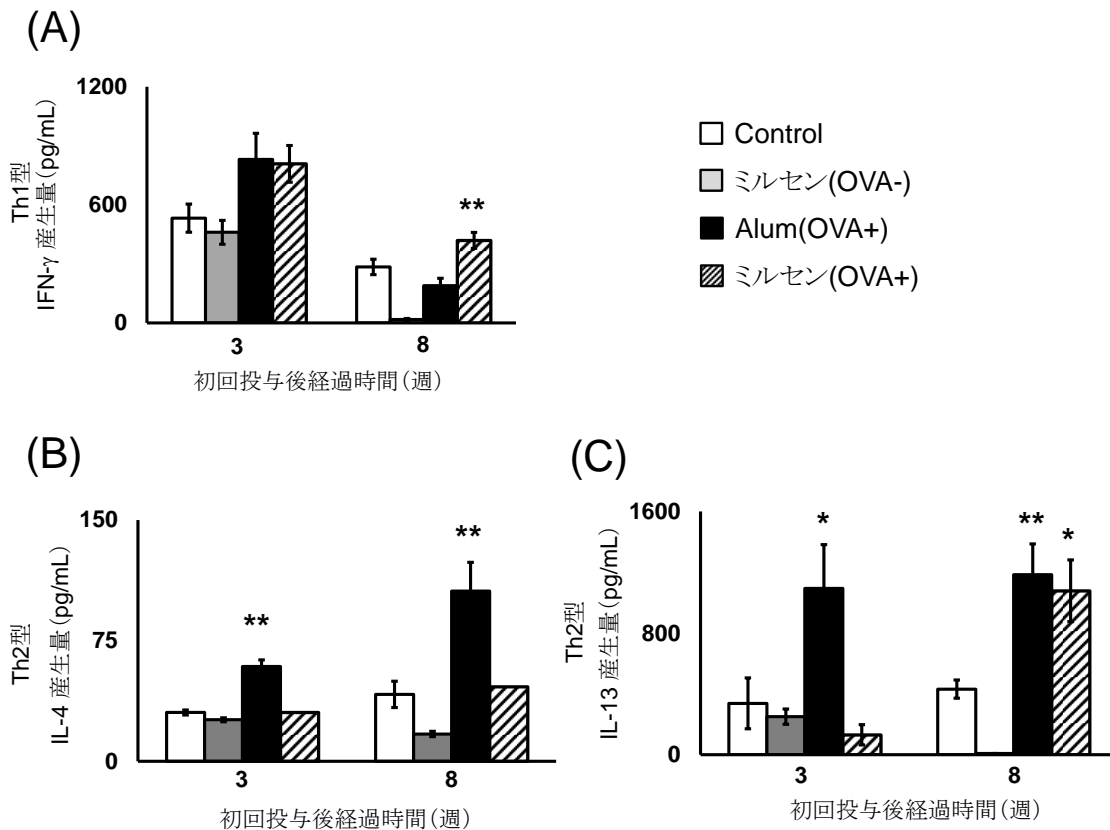 (A)
Th1型
IFN-γ 産生量(pg/mL)
1200
600
0
**
3
8
初回投与後経過時間(週)
Control
ミルセン(OVA-)
Alum(OVA+)
ミルセン(OVA+)
(B)
Th2型
IL-4 産生量(pg/mL)
150
75
0
**
**
3
8
初回投与後経過時間(週)
(C)
Th2型
IL-13 産生量(pg/mL)
1600
800
0
*
**
*
3
8
初回投与後経過時間(週)